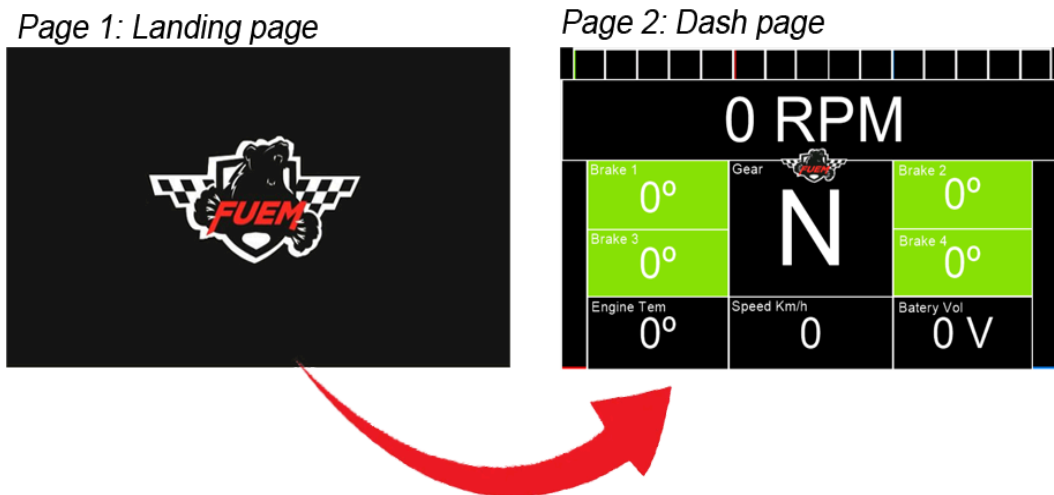 Page 1: Landing page
FUEM
Page 2: Dash page
0 RPM
FUEM
Brake 1
0º
Gear
N
Brake 2
0º
Brake 3
0º
Brake 4
0º
Engine Tem
0º
Speed Km/h
0
Batery Vol
0 V